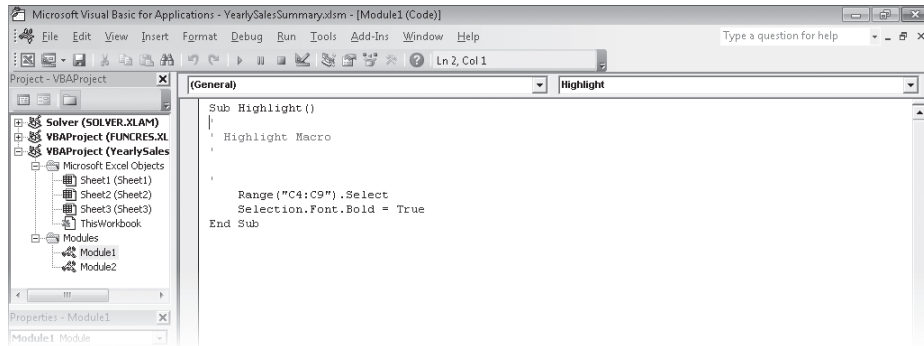 Microsoft Visual Basic for Applications - YearlySalesSummary.xlsm - [Module1 (Code)]
File Edit View Insert Format Debug Run Tools Add-Ins Window Help
Type a question for help
Ln 2, Col 1
Project - VBAProject
Solver (SOLVER.XLAM)
VBAProject (FUNCRES.XL
VBAProject (YearlySales
Microsoft Excel Objects
Sheet1 (Sheet1)
Sheet2 (Sheet2)
Sheet3 (Sheet3)
ThisWorkbook
Modules
Module1
Module2
Properties - Module1
Module1 Module
(General)
Highlight
Sub Highlight()
'
' Highlight Macro
'
'
Range("C4:C9").Select
Selection.Font.Bold = True
End Sub